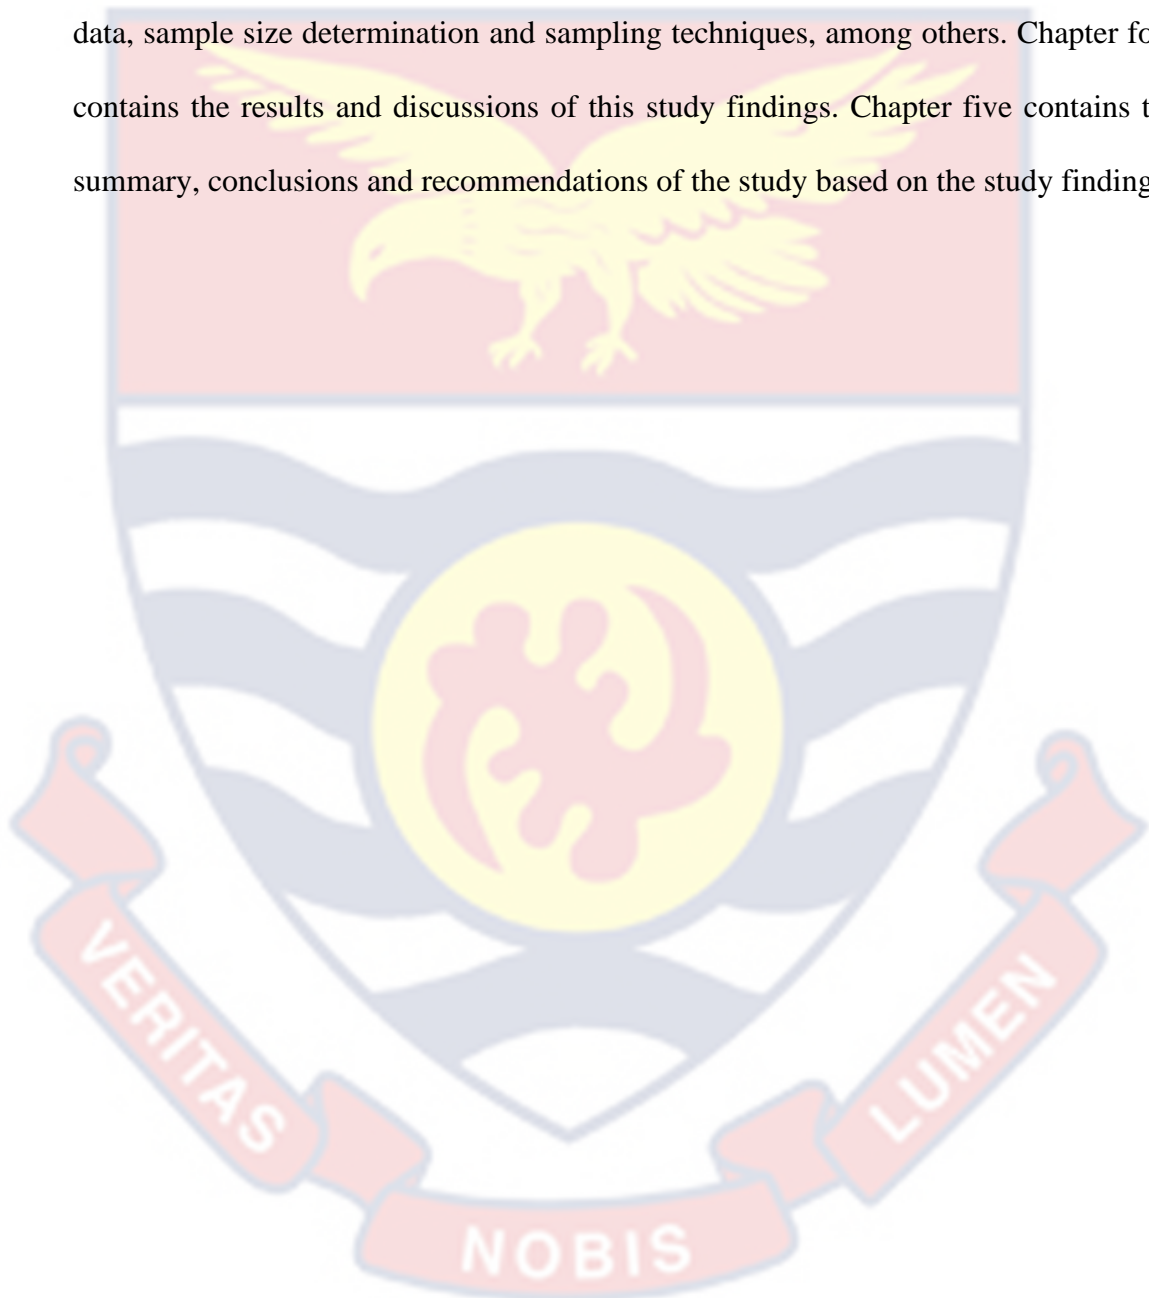 data, sample size determination and sampling techniques, among others. Chapter fo
contains the results and discussions of this study findings. Chapter five contains t
summary, conclusions and recommendations of the study based on the study finding
VERITAS
NOBIS
LUMEN